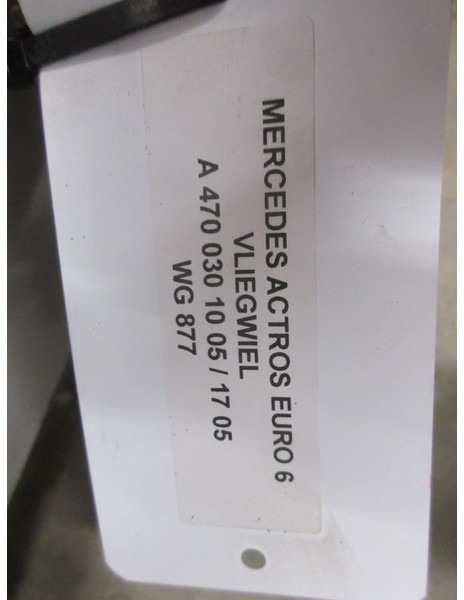 MERCEDES ACTROS EURO 6
VLIEGWIEL
A 470 030 10 05 / 17 05
WG 877